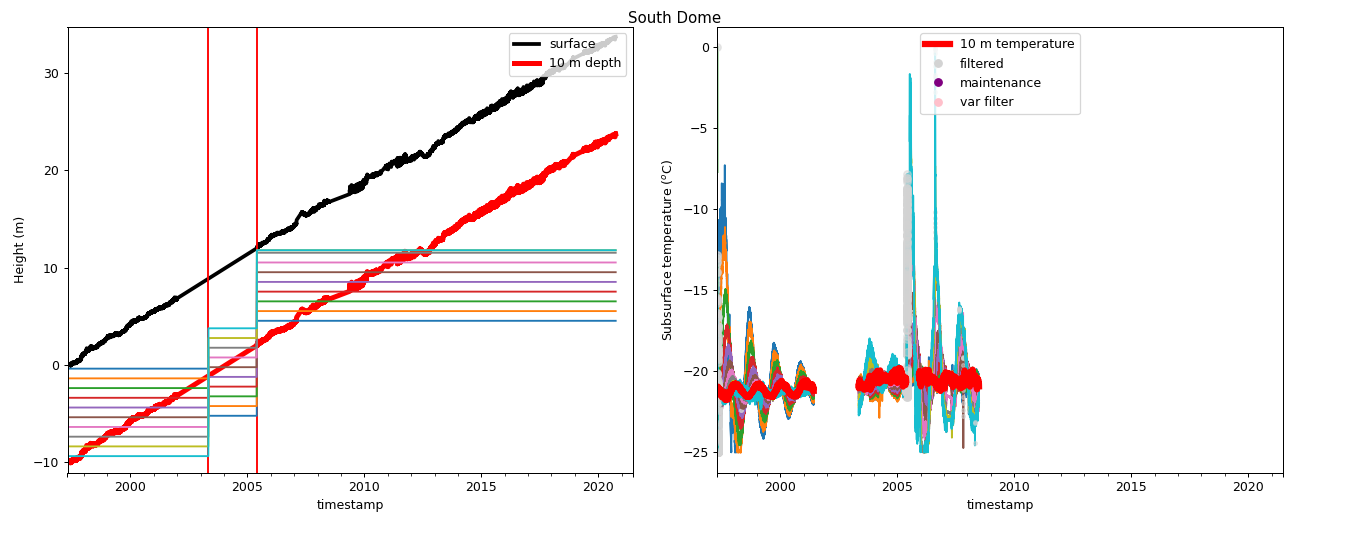 South Dome
surface
10 m depth
30
20
10
0
−10
Height (m)
2000
2005
2010
2015
2020
timestamp
10 m temperature
filtered
maintenance
var filter
0
−5
−10
−15
−20
−25
Subsurface temperature (°C)
2000
2005
2010
2015
2020
timestamp